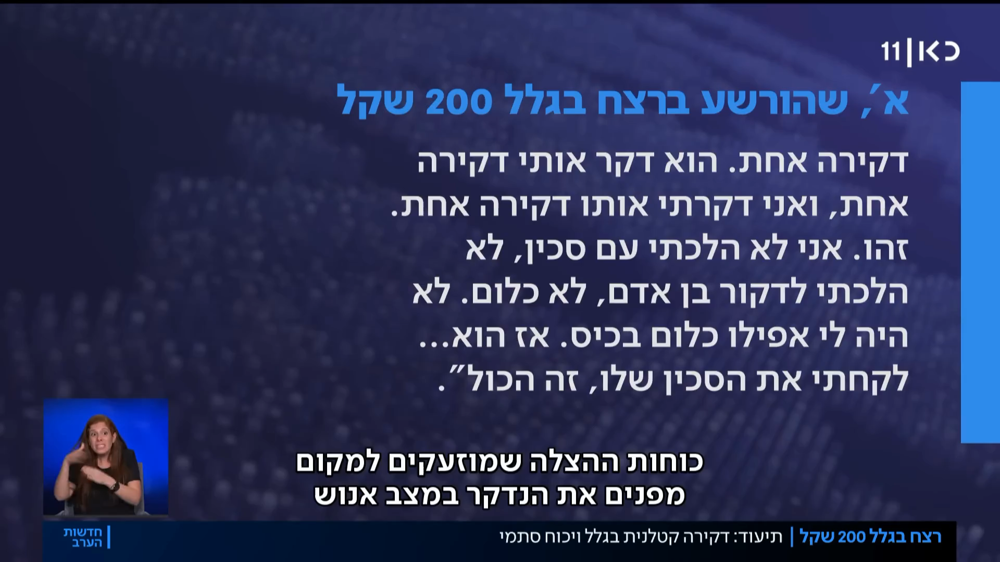 כאן|11
א׳, שהורשע ברצח בגלל 200 שקל
דקירה אחת. הוא דקר אותי דקירה
אחת, ואני דקרתי אותו דקירה אחת.
זהו. אני לא הלכתי עם סכין, לא
הלכתי לדקור בן אדם, לא כלום. לא
היה לי אפילו כלום בכיס. אז הוא...
לקחתי את הסכין שלו, זה הכול״.
כוחות ההצלה שמוזעקים למקום
מפנים את הנדקר במצב אנוש
רצח בגלל 200 שקל | תיעוד: דקירה קטלנית בגלל ויכוח סתמי
חדשות
הערב